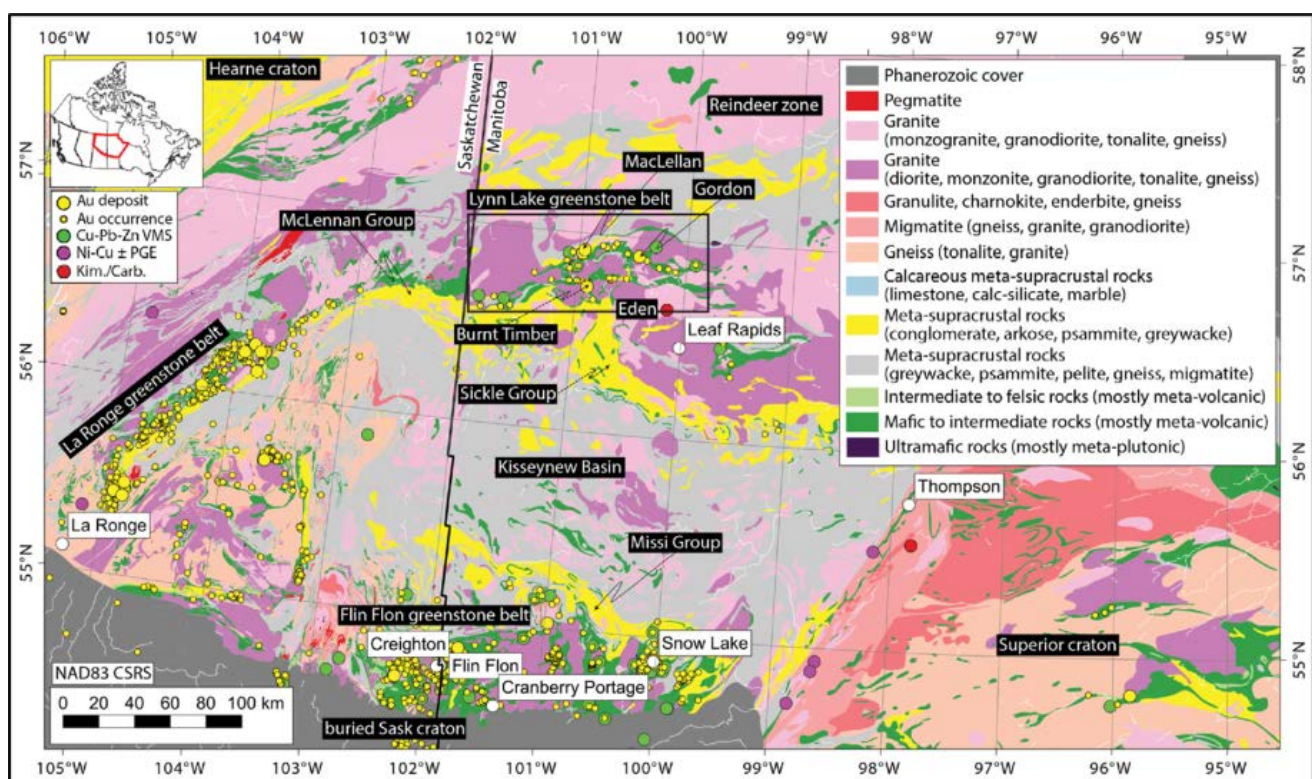 106°W 105°W 104°W 103°W 102°W 101°W 100°W 99°W 98°W 97°W 96°W 95°W
58°N
57°N
56°N
55°N
57°N
56°N
55°N
Hearne craton
Saskatchewan
Manitoba
Reindeer zone
MacLellan
Gordon
Lynn Lake greenstone belt
McLennan Group
Au deposit
Au occurrence
Cu-Pb-Zn VMS
Ni-Cu ± PGE
Kim./Carb.
Phanerozoic cover
Pegmatite
Granite
(monzogranite, granodiorite, tonalite, gneiss)
Granite
(diorite, monzonite, granodiorite, tonalite, gneiss)
Granulite, charnokite, enderbite, gneiss
Migmatite (gneiss, granite, granodiorite)
Gneiss (tonalite, granite)
Calcareous meta-supracrustal rocks
(limestone, calc-silicate, marble)
Meta-supracrustal rocks
(conglomerate, arkose, psammite, greywacke)
Meta-supracrustal rocks
(greywacke, psammite, pelite, gneiss, migmatite)
Intermediate to felsic rocks (mostly meta-volcanic)
Mafic to intermediate rocks (mostly meta-volcanic)
Ultramafic rocks (mostly meta-plutonic)
Eden
Burnt Timber
Leaf Rapids
La Ronge greenstone belt
Sickle Group
Kisseynew Basin
Thompson
La Ronge
Missi Group
Flin Flon greenstone belt
Creighton
Snow Lake
Superior craton
Flin Flon
Cranberry Portage
NAD83 CSRS
0 20 40 60 80 100 km
buried Sask craton
105°W 104°W 103°W 102°W 101°W 100°W 99°W 98°W 97°W 96°W 95°W